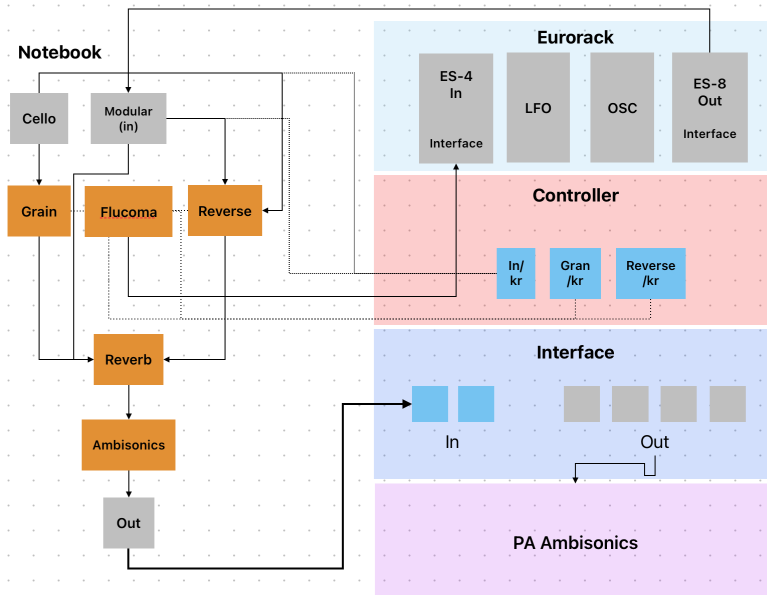 Notebook
Cello
Modular
(in)
Grain
Flucoma
Reverse
Reverb
Ambisonics
Out
Eurorack
ES-4
In
Interface
LFO
OSC
ES-8
Out
Interface
Controller
In/
kr
Gran
/kr
Reverse
/kr
Interface
In
Out
PA Ambisonics